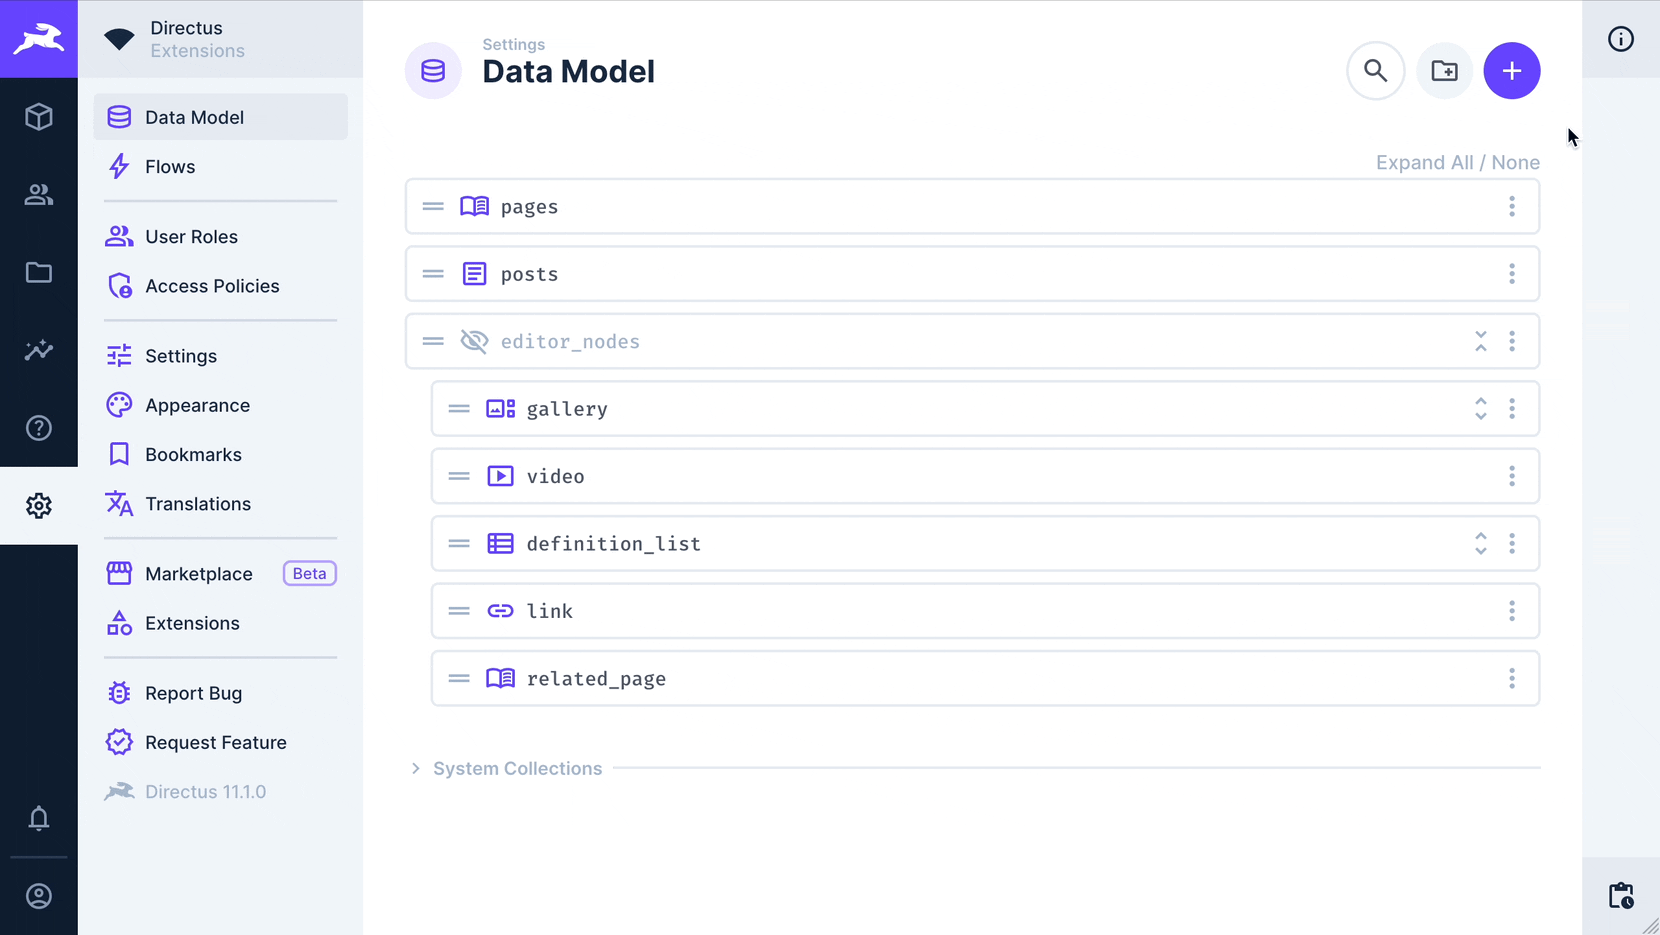 Directus
Extensions
Data Model
Flows
User Roles
Access Policies
Settings
Appearance
Bookmarks
Translations
Marketplace
Beta
Extensions
Report Bug
Request Feature
Directus 11.1.0
Settings
Data Model
Expand All / None
pages
posts
editor_nodes
gallery
video
definition_list
link
related_page
System Collections